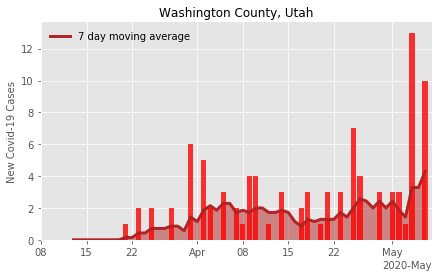 Washington County, Utah
7 day moving average
New Covid-19 Cases
12
10
8
6
4
2
0
08 15 22 Apr 08 15 22 May
2020-May